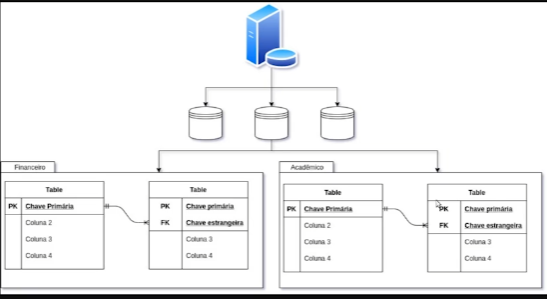 Financeiro
Table
PK Chave Primária
Coluna 2
Coluna 3
Coluna 4
Table
PK Chave primária
FK Chave estrangeira
Coluna 3
Coluna 4
Acadêmico
Table
PK Chave Primária
Coluna 2
Coluna 3
Coluna 4
Table
PK Chave primária
FK Chave estrangeira
Coluna 3
Coluna 4